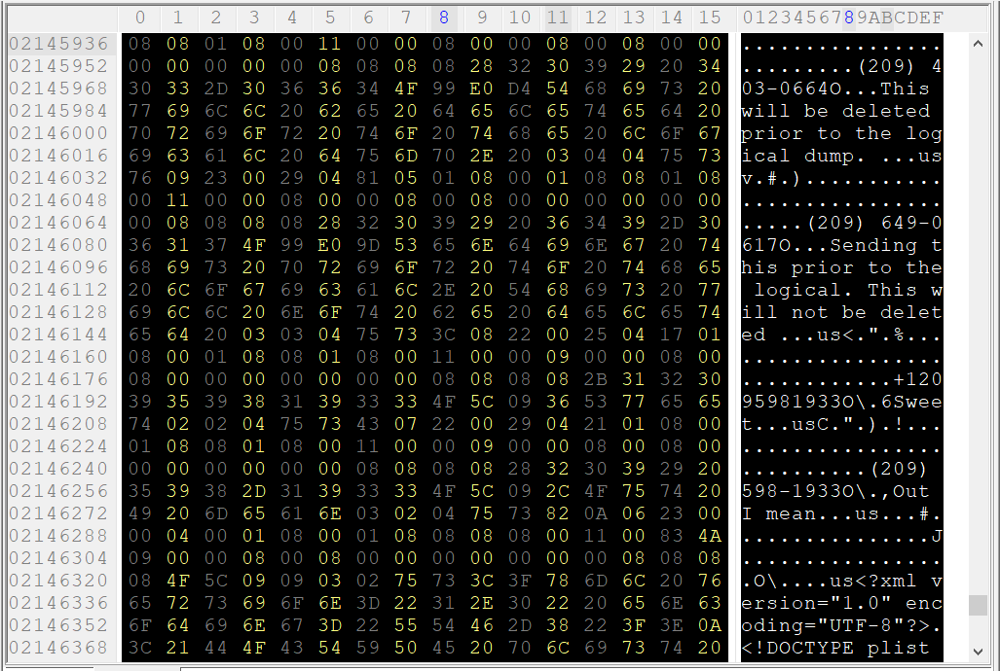 0 1 2 3 4 5 6 7 8 9 10 11 12 13 14 15 0123456789ABCDEF
02145936 08 08 01 08 00 11 00 00 08 00 00 08 00 08 00 00 ................
02145952 00 00 00 00 00 08 08 08 08 28 32 30 39 29 20 34 .........(209) 4
02145968 30 33 2D 30 36 36 34 4F 99 E0 D4 54 68 69 73 20 03-0664O...This
02145984 77 69 6C 6C 20 62 65 20 64 65 6C 65 74 65 64 20 will be deleted
02146000 70 72 69 6F 72 20 74 6F 20 74 68 65 20 6C 6F 67 prior to the log
02146016 69 63 61 6C 20 64 75 6D 70 2E 20 03 04 04 75 73 ical dump. ...us
02146032 76 09 23 00 29 04 81 05 01 08 00 01 08 08 01 08 v.#.)...........
02146048 00 11 00 00 08 00 00 08 00 08 00 00 00 00 00 00 ................
02146064 00 08 08 08 08 28 32 30 39 29 20 36 34 39 2D 30 .....(209) 649-0
02146080 36 31 37 4F 99 E0 9D 53 65 6E 64 69 6E 67 20 74 617O...Sending t
02146096 68 69 73 20 70 72 69 6F 72 20 74 6F 20 74 68 65 his prior to the
02146112 20 6C 6F 67 69 63 61 6C 2E 20 54 68 69 73 20 77 logical. This w
02146128 69 6C 6C 20 6E 6F 74 20 62 65 20 64 65 6C 65 74 ill not be delet
02146144 65 64 20 03 03 04 75 73 3C 08 22 00 25 04 17 01 ed ...us<.".%...
02146160 08 00 01 08 08 01 08 00 11 00 00 09 00 00 08 00 ................
02146176 08 00 00 00 00 00 00 00 08 08 08 08 2B 31 32 30 ............+120
02146192 39 35 39 38 31 39 33 33 4F 5C 09 36 53 77 65 65 95981933O\.6Swee
02146208 74 02 02 04 75 73 43 07 22 00 29 04 21 01 08 00 t...usC.".).!...
02146224 01 08 08 01 08 00 11 00 00 09 00 00 08 00 08 00 ................
02146240 00 00 00 00 00 00 08 08 08 08 28 32 30 39 29 20 ..........(209)
02146256 35 39 38 2D 31 39 33 33 4F 5C 09 2C 4F 75 74 20 598-1933O\.,Out
02146272 49 20 6D 65 61 6E 03 02 04 75 73 82 0A 06 23 00 I mean...us...#.
02146288 00 04 00 01 08 00 01 08 08 08 08 00 11 00 83 4A ...............J
02146304 09 00 00 08 00 08 00 00 00 00 00 00 00 08 08 08 ................
02146320 08 4F 5C 09 09 03 02 75 73 3C 3F 78 6D 6C 20 76 .O\....us<?xml v
02146336 65 72 73 69 6F 6E 3D 22 31 2E 30 22 20 65 6E 63 ersion="1.0" enc
02146352 6F 64 69 6E 67 3D 22 55 54 46 2D 38 22 3F 3E 0A oding="UTF-8"?>.
02146368 3C 21 44 4F 43 54 59 50 45 20 70 6C 69 73 74 20 <!DOCTYPE plist